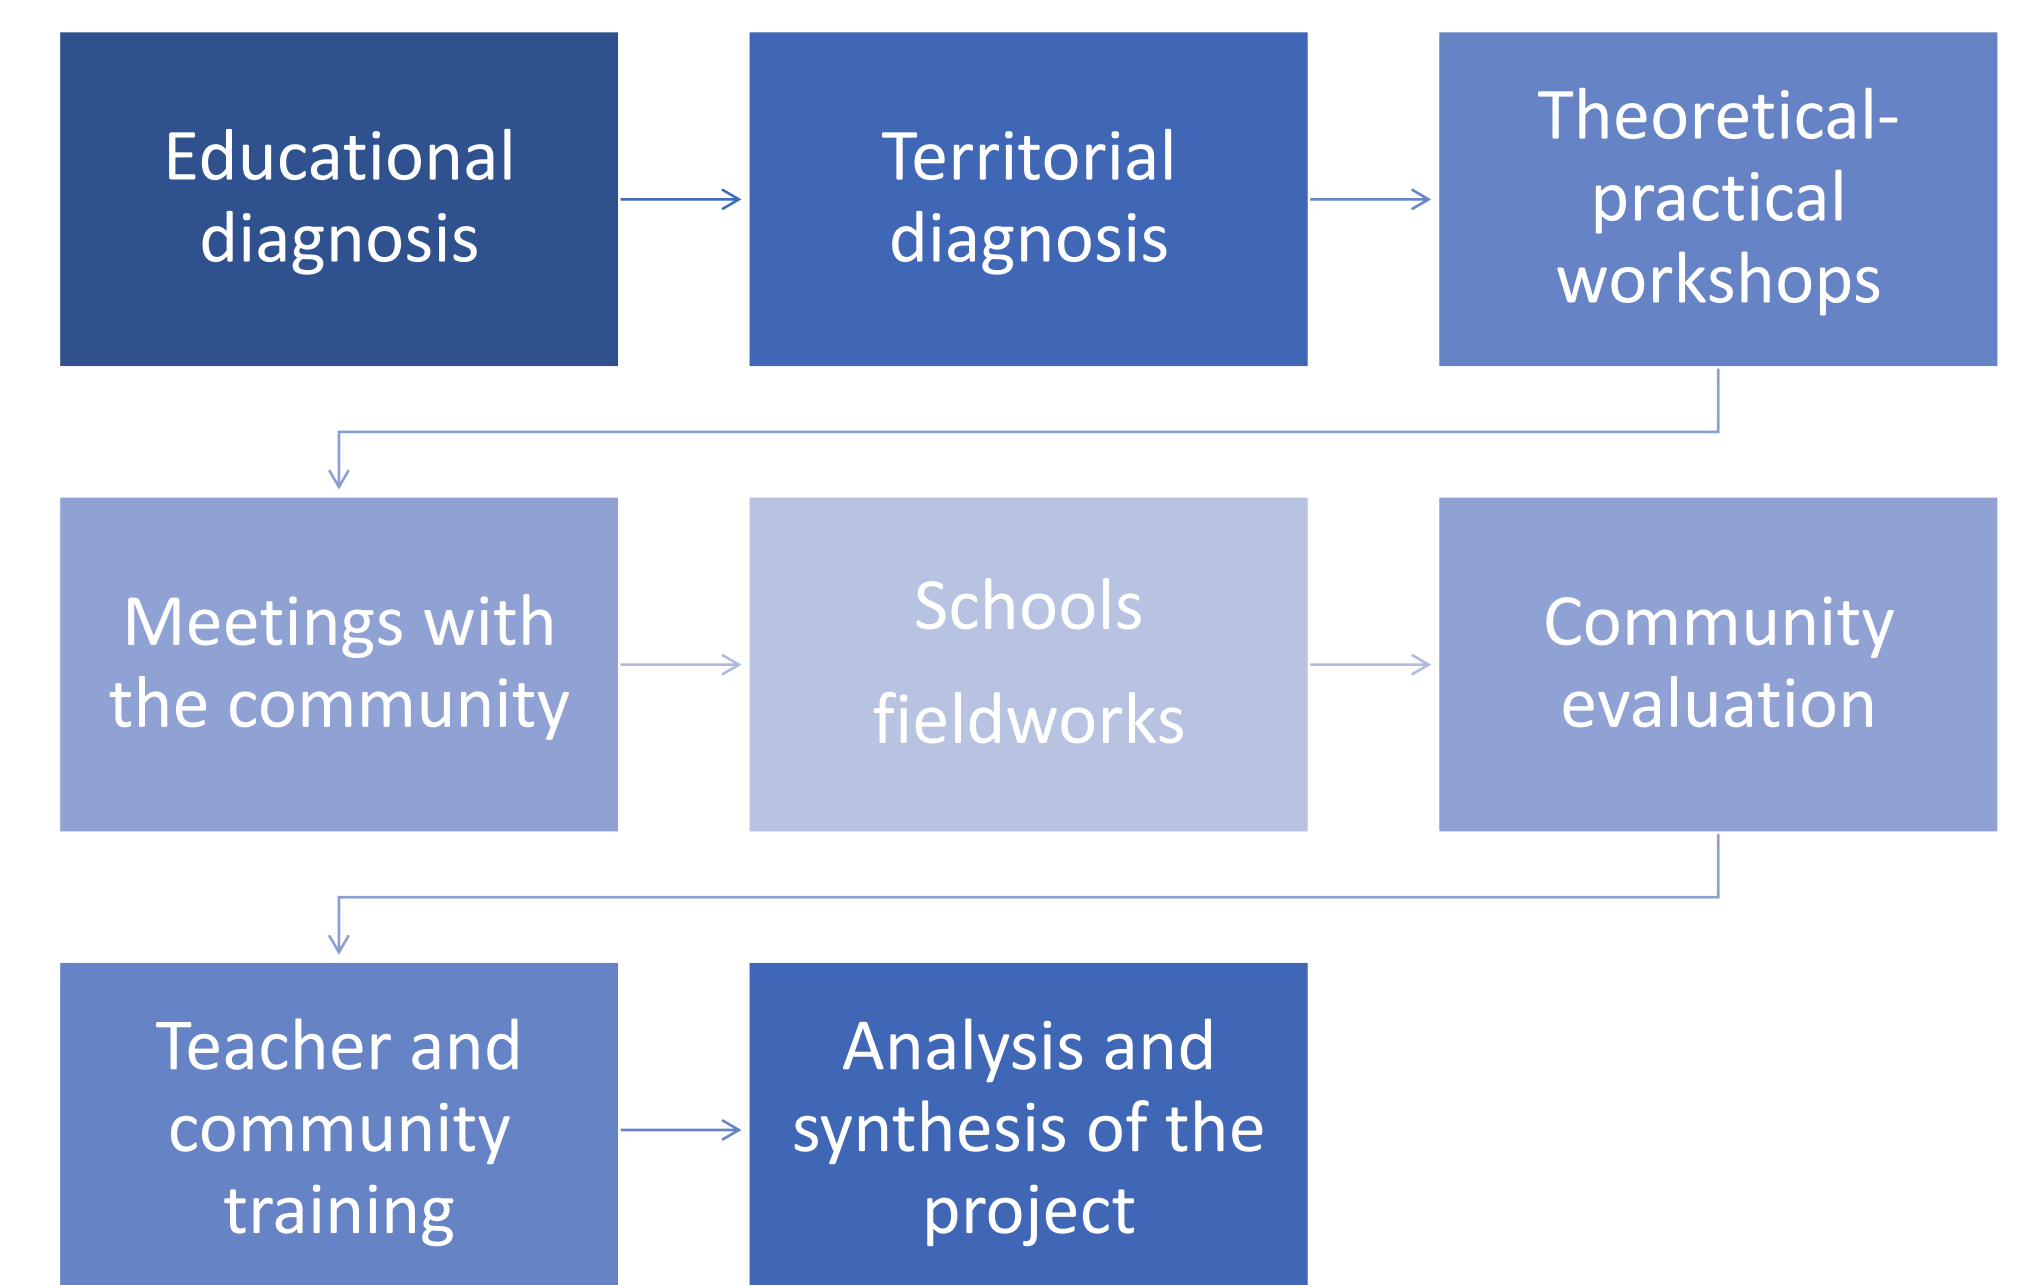 Educational
diagnosis
Territorial
diagnosis
Theoretical-
practical
workshops
Meetings with
the community
Schools
fieldworks
Community
evaluation
Teacher and
community
training
Analysis and
synthesis of the
project